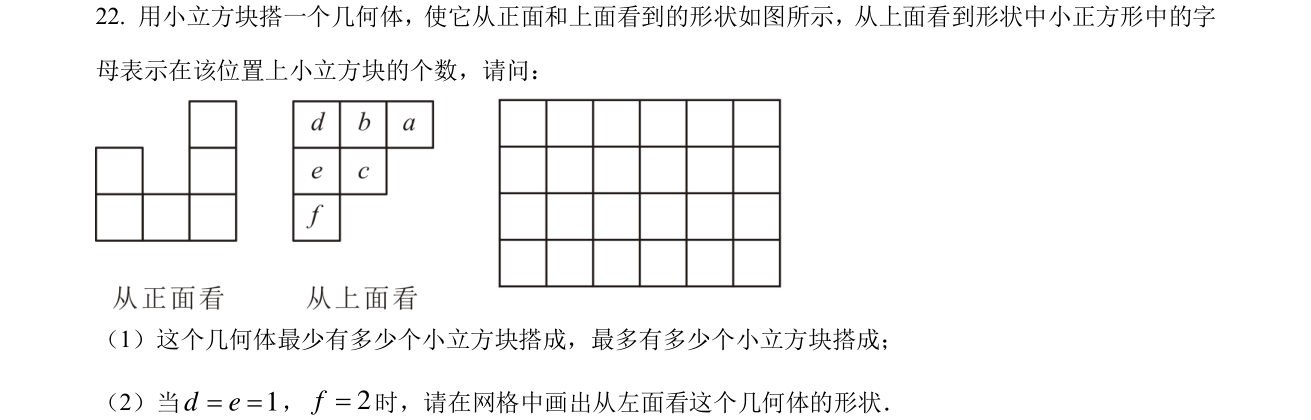 22. 用小立方块搭一个几何体，使它从正面和上面看到的形状如图所示，从上面看到形状中小正方形中的字
母表示在该位置上小立方块的个数，请问：
d b a
e c
f
从正面看 从上面看
（1）这个几何体最少有多少个小立方块搭成，最多有多少个小立方块搭成；
（2）当d = e =1，f = 2时，请在网格中画出从左面看这个几何体的形状．